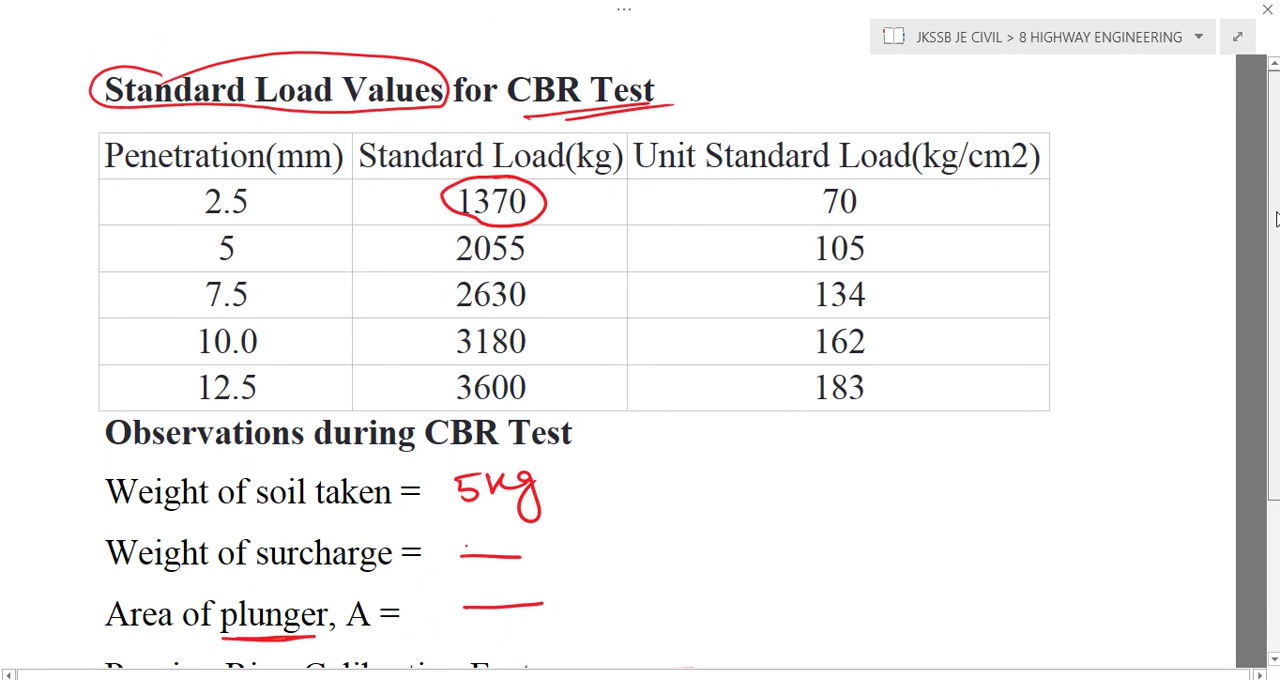 JKSSB JE CIVIL > 8 HIGHWAY ENGINEERING
Standard Load Values for CBR Test
Penetration(mm) Standard Load(kg) Unit Standard Load(kg/cm2)
2.5 1370 70
5 2055 105
7.5 2630 134
10.0 3180 162
12.5 3600 183
Observations during CBR Test
Weight of soil taken = 5kg
Weight of surcharge =
Area of plunger, A =